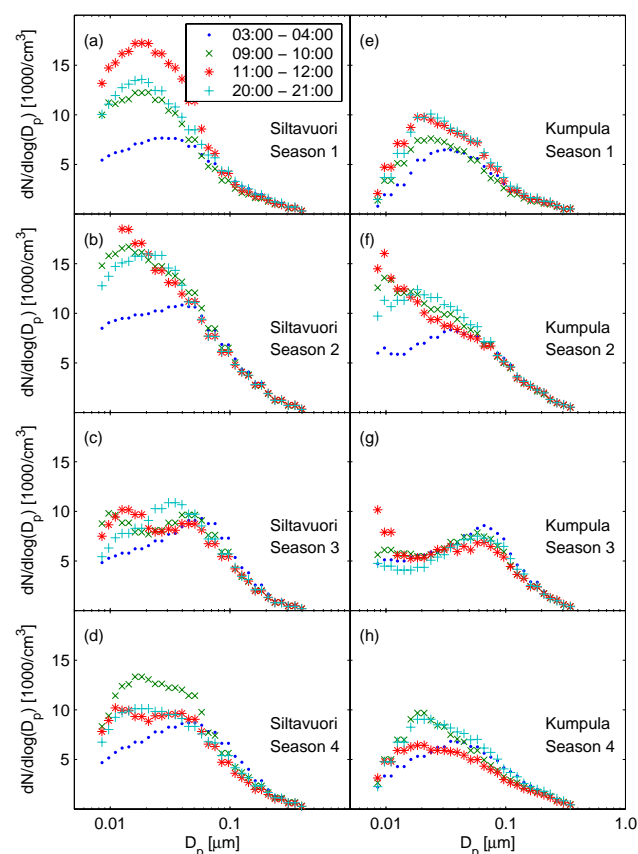 (a)
03:00 − 04:00
09:00 − 10:00
11:00 − 12:00
20:00 − 21:00
Siltavuori
Season 1
dN/dlog(Dp) [1000/cm3]
15
10
5
(e)
Kumpula
Season 1
(b)
Siltavuori
Season 2
dN/dlog(Dp) [1000/cm3]
15
10
5
(f)
Kumpula
Season 2
(c)
Siltavuori
Season 3
dN/dlog(Dp) [1000/cm3]
15
10
5
(g)
Kumpula
Season 3
(d)
Siltavuori
Season 4
dN/dlog(Dp) [1000/cm3]
15
10
5
(h)
Kumpula
Season 4
0.01 0.1 0.01 0.1 1.0
Dp [μm] Dp [μm]